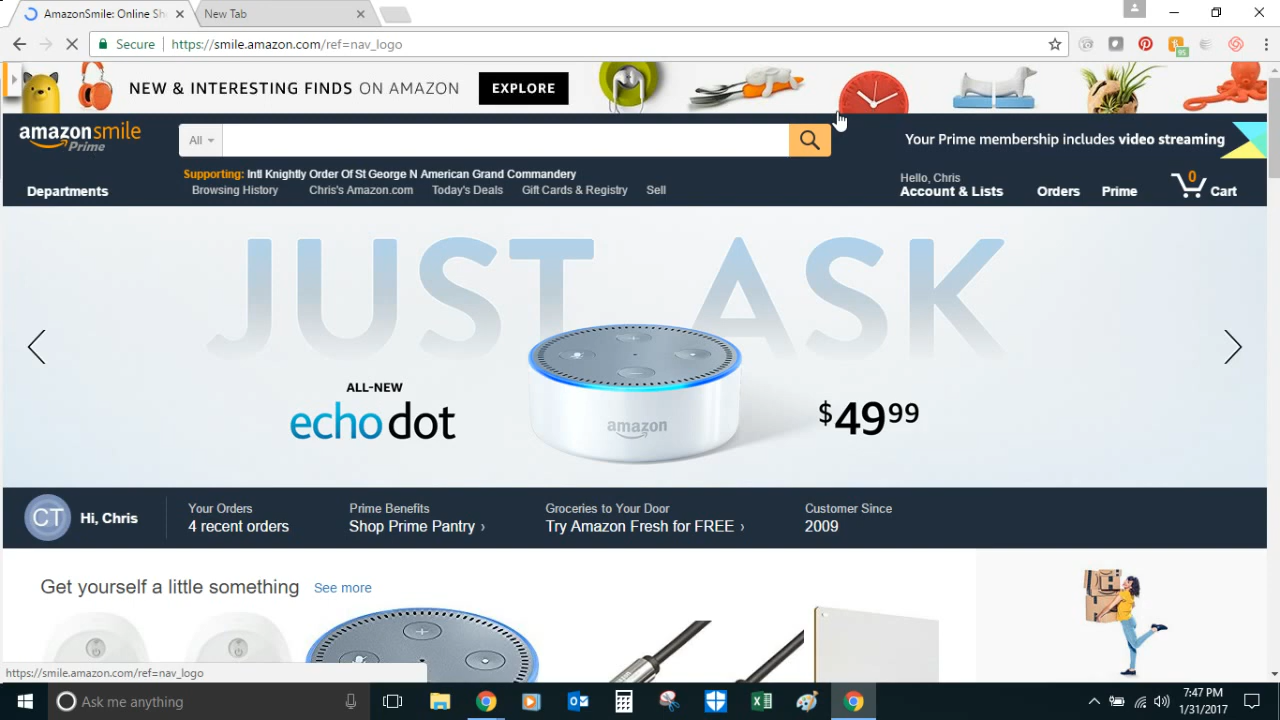 AmazonSmile: Online Sh
New Tab
Secure https://smile.amazon.com/ref=nav_logo
95
NEW & INTERESTING FINDS ON AMAZON EXPLORE
amazonsmile
Prime
All
Your Prime membership includes video streaming
Supporting: Intl Knightly Order Of St George N American Grand Commandery
Departments
Browsing History Chris's Amazon.com Today's Deals Gift Cards & Registry Sell
Hello, Chris
Account & Lists
Orders
Prime
0
Cart
JUST ASK
ALL-NEW
echo dot
amazon
$49 99
CT
Hi, Chris
Your Orders
4 recent orders
Prime Benefits
Shop Prime Pantry ›
Groceries to Your Door
Try Amazon Fresh for FREE ›
Customer Since
2009
Get yourself a little something See more
https://smile.amazon.com/ref=nav_logo
Ask me anything
7:47 PM
1/31/2017